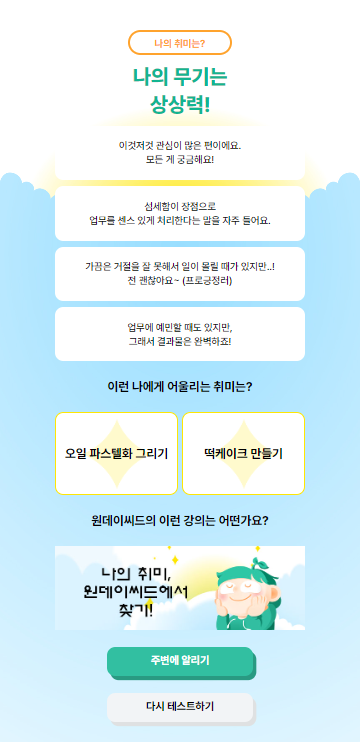 나의 취미는?
나의 무기는
상상력!
이것저것 관심이 많은 편이에요.
모든 게 궁금해요!
섬세함이 장점으로
업무를 센스 있게 처리한다는 말을 자주 들어요.
가끔은 거절을 잘 못해서 일이 몰릴 때가 있지만..!
전 괜찮아요~ (프로긍정러)
업무에 예민할 때도 있지만,
그래서 결과물은 완벽하죠!
이런 나에게 어울리는 취미는?
오일 파스텔화 그리기
떡케이크 만들기
원데이씨드의 이런 강의는 어떤가요?
나의 취미,
원데이씨드에서
찾기!
주변에 알리기
다시 테스트하기